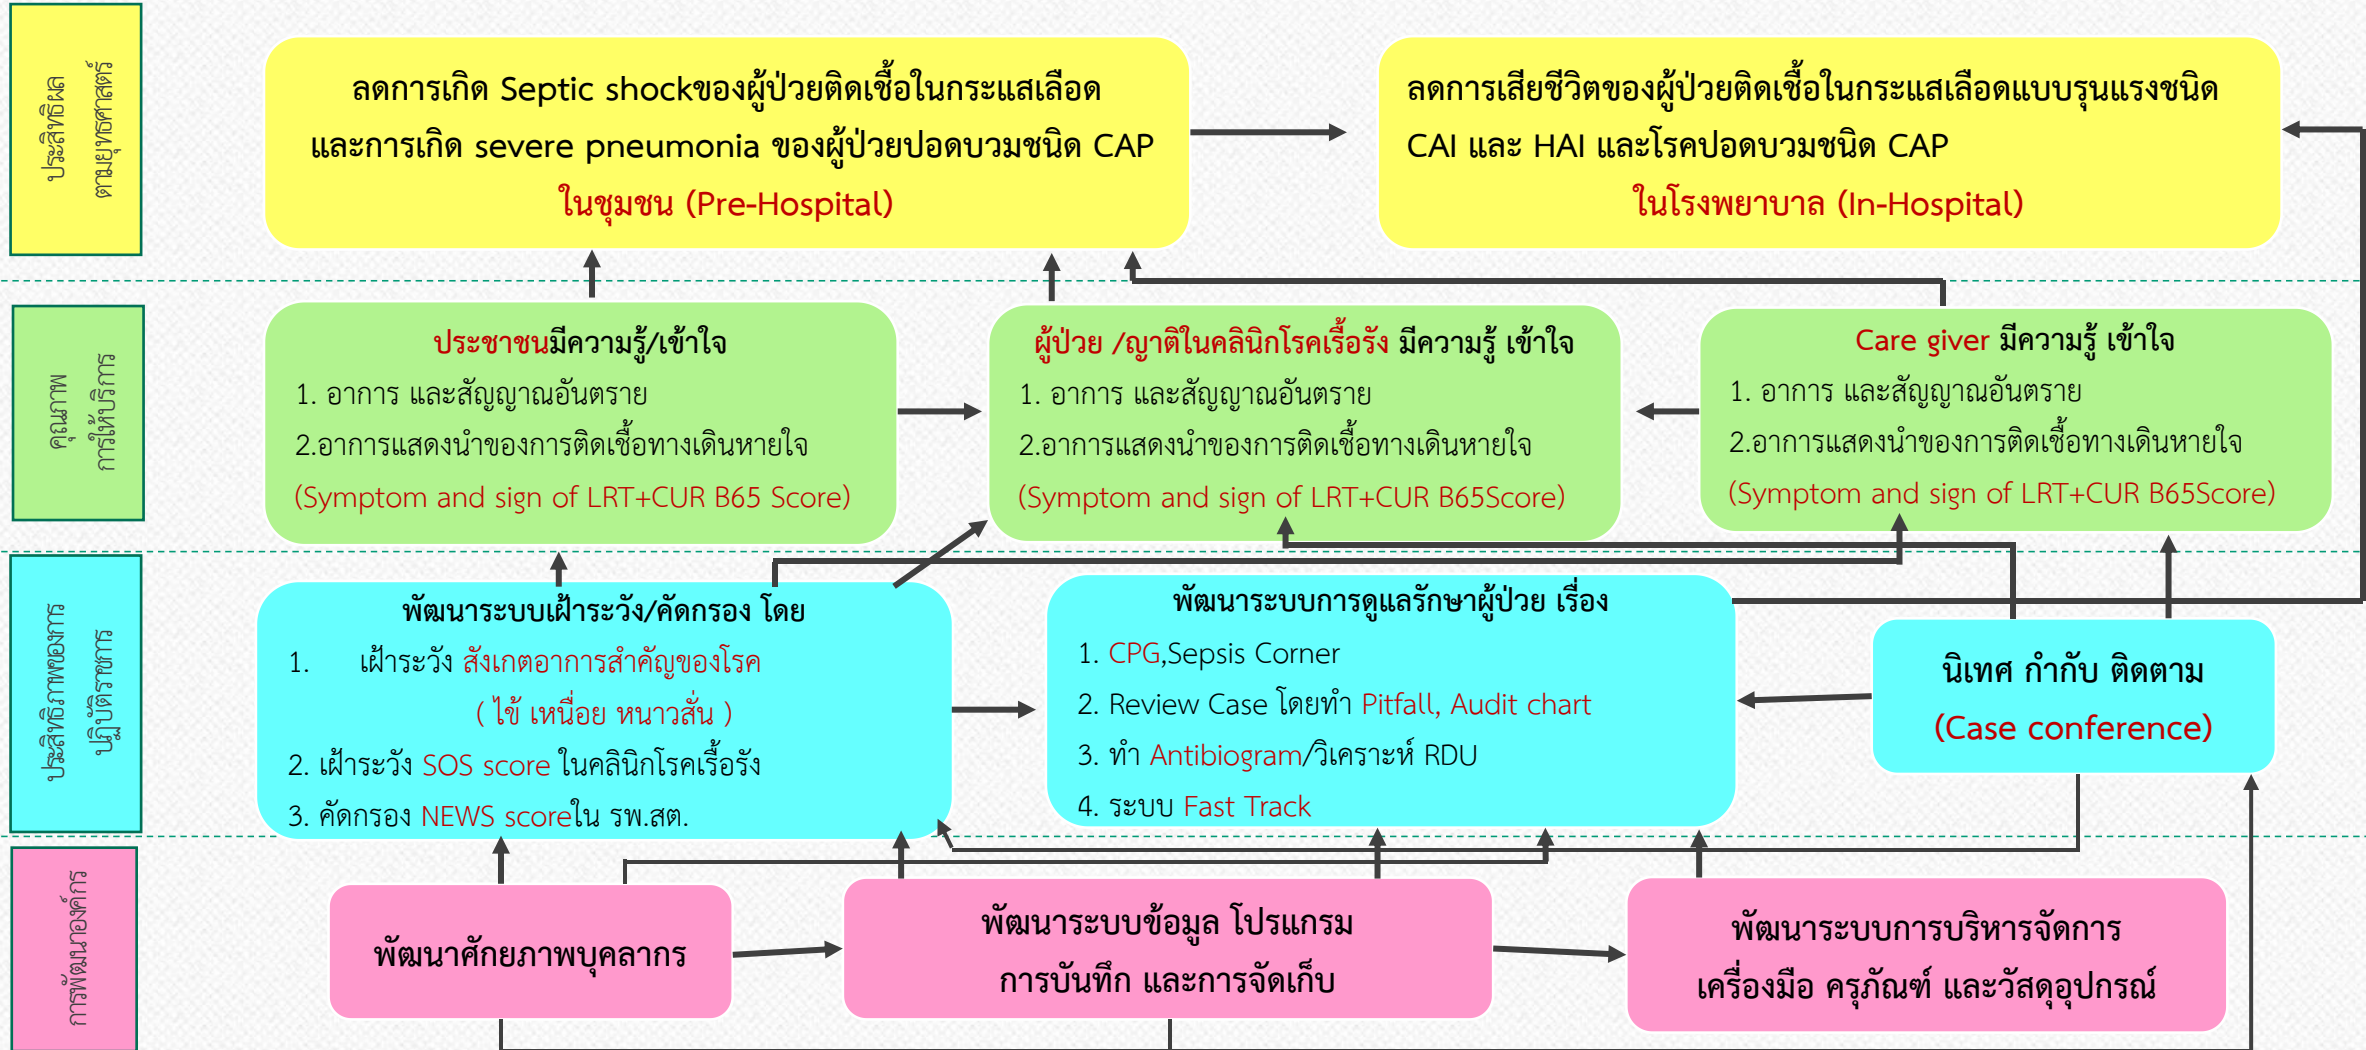 ประสิทธิผล
ตามยุทธศาสตร์
ลดการเกิด Septic shockของผู้ป่วยติดเชื้อในกระแสเลือด
และการเกิด severe pneumonia ของผู้ป่วยปอดบวมชนิด CAP
ในชุมชน (Pre-Hospital)
ลดการเสียชีวิตของผู้ป่วยติดเชื้อในกระแสเลือดแบบรุนแรงชนิด
CAI และ HAI และโรคปอดบวมชนิด CAP
ในโรงพยาบาล (In-Hospital)
คุณภาพ
การให้บริการ
ประชาชนมีความรู้/เข้าใจ
1. อาการ และสัญญาณอันตราย
2.อาการแสดงนำของการติดเชื้อทางเดินหายใจ
(Symptom and sign of LRT+CUR B65 Score)
ผู้ป่วย /ญาติในคลินิกโรคเรื้อรัง มีความรู้ เข้าใจ
1. อาการ และสัญญาณอันตราย
2.อาการแสดงนำของการติดเชื้อทางเดินหายใจ
(Symptom and sign of LRT+CUR B65Score)
Care giver มีความรู้ เข้าใจ
1. อาการ และสัญญาณอันตราย
2.อาการแสดงนำของการติดเชื้อทางเดินหายใจ
(Symptom and sign of LRT+CUR B65Score)
ประสิทธิภาพของการ
ปฏิบัติราชการ
พัฒนาระบบเฝ้าระวัง/คัดกรอง โดย
1. เฝ้าระวัง สังเกตอาการสำคัญของโรค
( ไข้ เหนื่อย หนาวสั่น )
2. เฝ้าระวัง SOS score ในคลินิกโรคเรื้อรัง
3. คัดกรอง NEWS scoreใน รพ.สต.
พัฒนาระบบการดูแลรักษาผู้ป่วย เรื่อง
1. CPG,Sepsis Corner
2. Review Case โดยทำ Pitfall, Audit chart
3. ทำ Antibiogram/วิเคราะห์ RDU
4. ระบบ Fast Track
นิเทศ กำกับ ติดตาม
(Case conference)
การพัฒนาองค์กร
พัฒนาศักยภาพบุคลากร
พัฒนาระบบข้อมูล โปรแกรม
การบันทึก และการจัดเก็บ
พัฒนาระบบการบริหารจัดการ
เครื่องมือ ครุภัณฑ์ และวัสดุอุปกรณ์